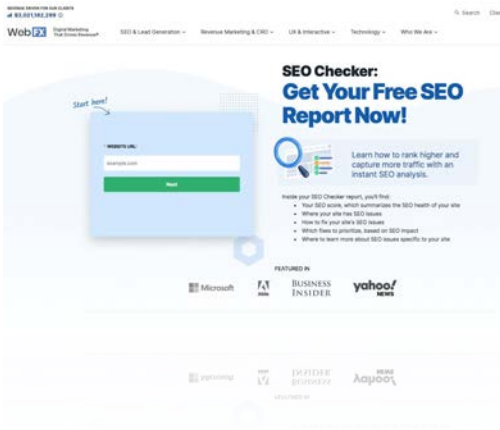 REVENUE DRIVEN FOR OUR CLIENTS
Search
WebFX
Digital Marketing
That Drives Results®
SEO & Lead Generation
Revenue Marketing & CRO
UX & Interactive
Technology
Who We Are
SEO Checker:
Get Your Free SEO
Report Now!
Start here!
* WEBSITE URL:
example.com
Next
Learn how to rank higher and
capture more traffic with an
instant SEO analysis.
Inside your SEO Checker report, you'll find:
• Your SEO score, which summarizes the SEO health of your site
• Where your site has SEO issues
• How to fix your site's SEO issues
• Which fixes to prioritize, based on SEO impact
• Where to learn more about SEO issues specific to your site
FEATURED IN
Microsoft
BUSINESS
INSIDER
yahoo!
NEWS